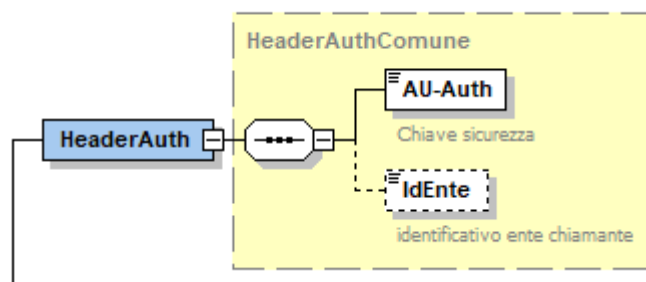 HeaderAuthComune
AU-Auth
HeaderAuth
Chiave sicurezza
IdEnte
identificativo ente chiamante